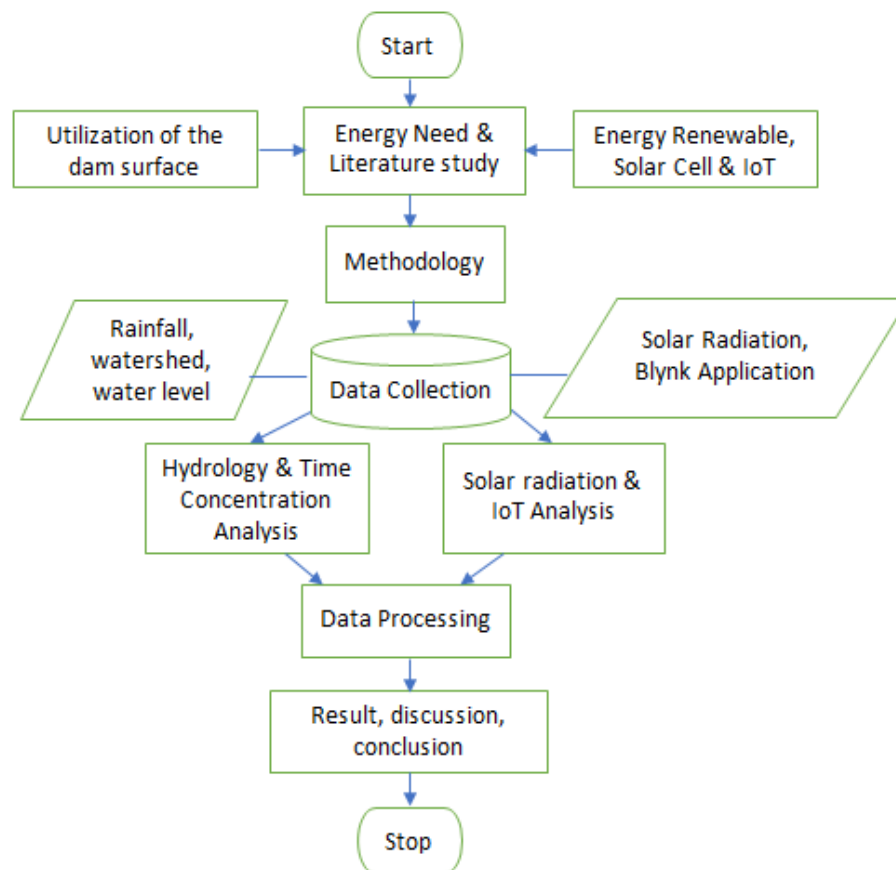 Start
Utilization of the
dam surface
Energy Need &
Literature study
Energy Renewable,
Solar Cell & IoT
Methodology
Rainfall,
watershed,
water level
Data Collection
Solar Radiation,
Blynk Application
Hydrology & Time
Concentration
Analysis
Solar radiation &
IoT Analysis
Data Processing
Result, discussion,
conclusion
Stop